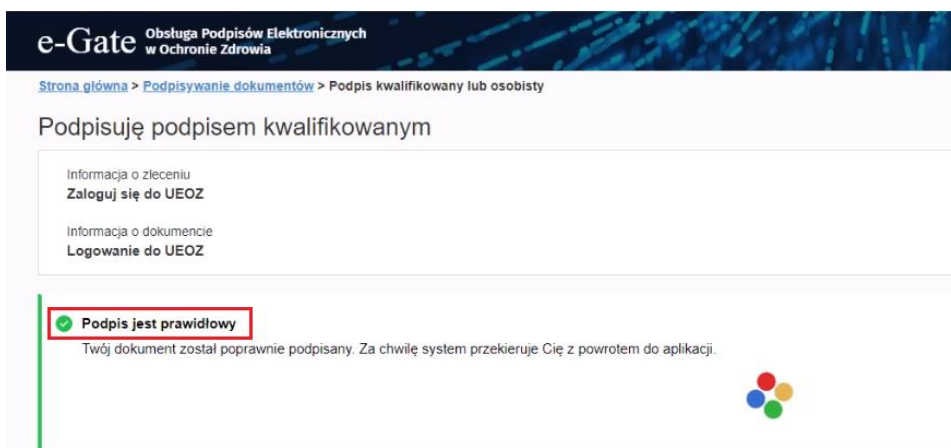 e-Gate Obsługa Podpisów Elektronicznych
w Ochronie Zdrowia
Strona główna > Podpisywanie dokumentów > Podpis kwalifikowany lub osobisty
Podpisuję podpisem kwalifikowanym
Informacja o zleceniu
Zaloguj się do UEOZ
Informacja o dokumencie
Logowanie do UEOZ
Podpis jest prawidłowy
Twój dokument został poprawnie podpisany. Za chwilę system przekieruje Cię z powrotem do aplikacji.